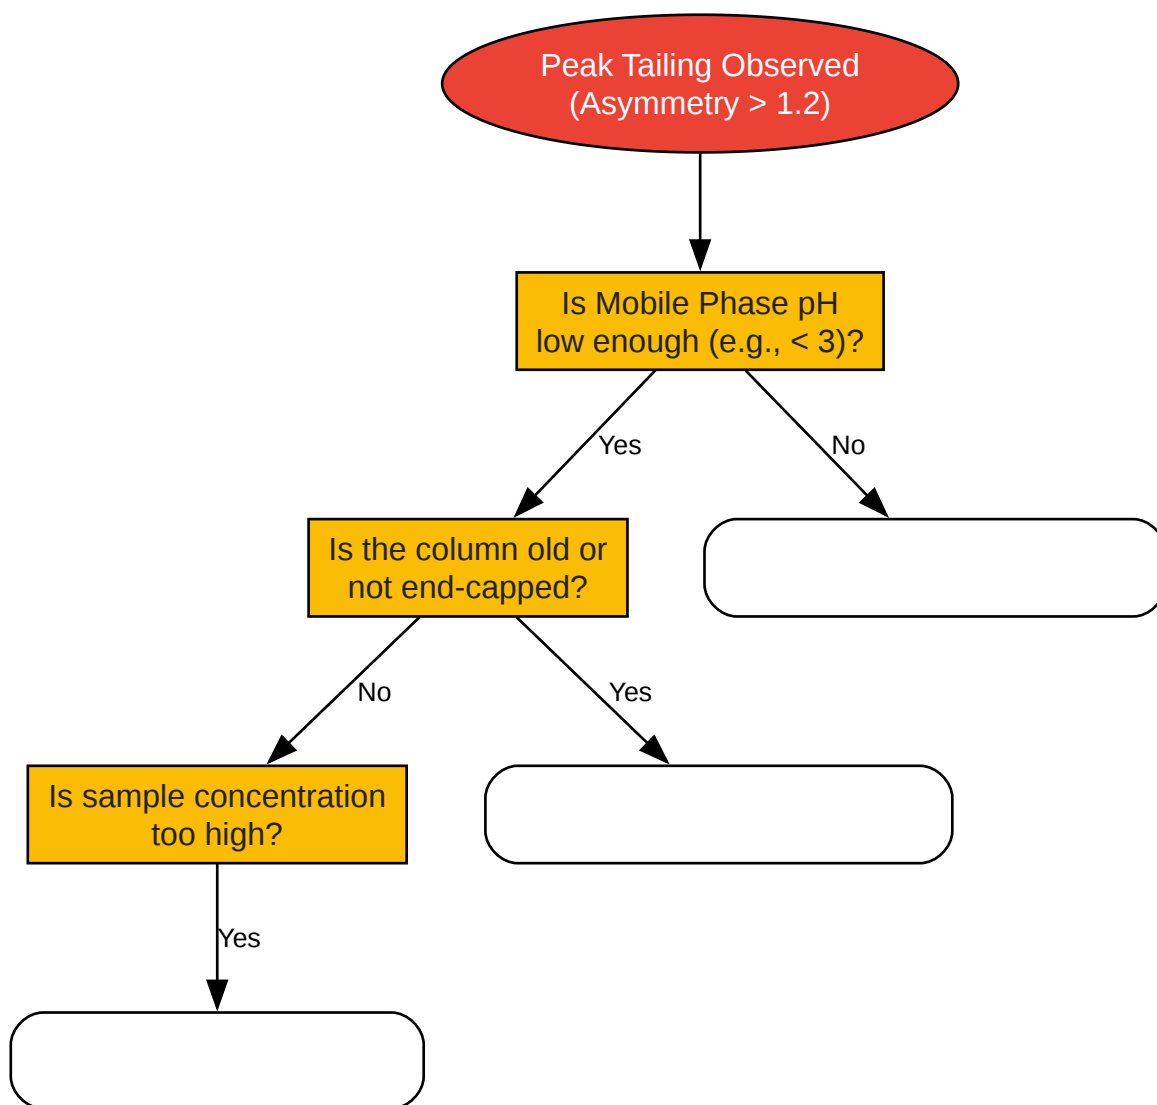 Peak Tailing Observed
(Asymmetry > 1.2)
Is Mobile Phase pH
low enough (e.g., < 3)?
Yes
No
Is the column old or
not end-capped?
No
Yes
Is sample concentration
too high?
Yes